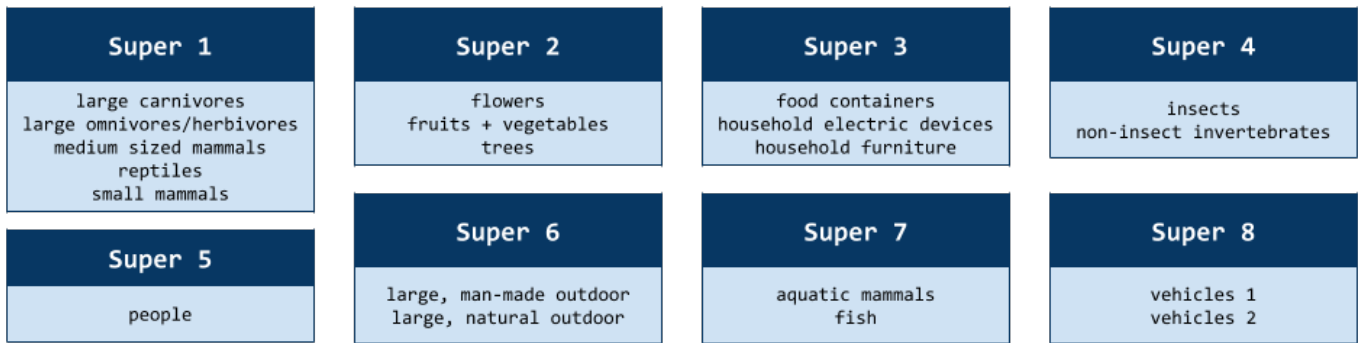 Super 1
large carnivores
large omnivores/herbivores
medium sized mammals
reptiles
small mammals
Super 2
flowers
fruits + vegetables
trees
Super 3
food containers
household electric devices
household furniture
Super 4
insects
non-insect invertebrates
Super 5
people
Super 6
large, man-made outdoor
large, natural outdoor
Super 7
aquatic mammals
fish
Super 8
vehicles 1
vehicles 2